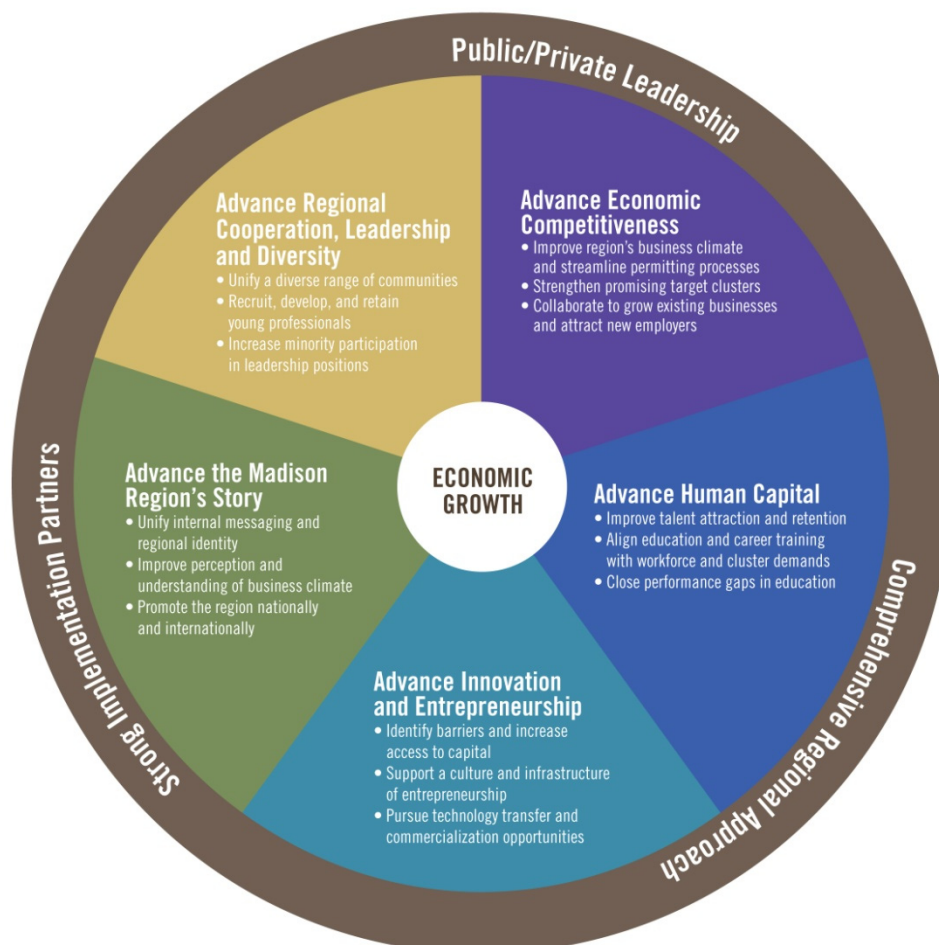 Public/Private Leadership
Advance Regional
Cooperation, Leadership
and Diversity
• Unify a diverse range of communities
• Recruit, develop, and retain
young professionals
• Increase minority participation
in leadership positions
Advance Economic
Competitiveness
• Improve region's business climate
and streamline permitting processes
• Strengthen promising target clusters
• Collaborate to grow existing businesses
and attract new employers
ECONOMIC
GROWTH
Advance the Madison
Region's Story
• Unify internal messaging and
regional identity
• Improve perception and
understanding of business climate
• Promote the region nationally
and internationally
Advance Human Capital
• Improve talent attraction and retention
• Align education and career training
with workforce and cluster demands
• Close performance gaps in education
Advance Innovation
and Entrepreneurship
• Identify barriers and increase
access to capital
• Support a culture and infrastructure
of entrepreneurship
• Pursue technology transfer and
commercialization opportunities
Strong Implementation Partners
Comprehensive Regional Approach